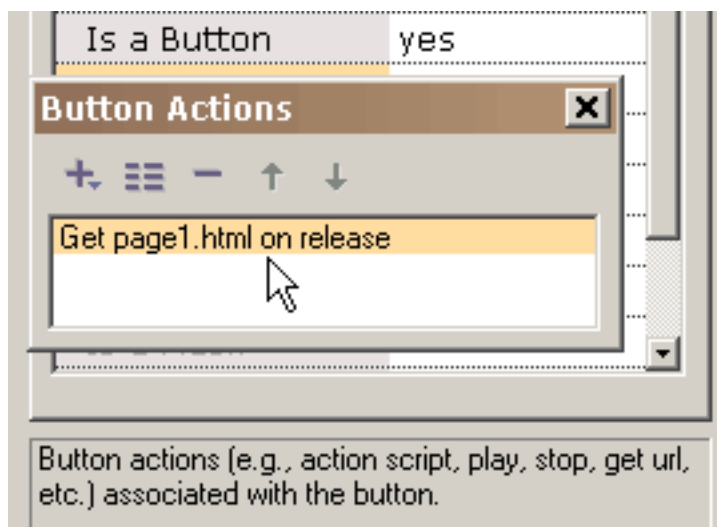 Is a Button yes
Button Actions
Get page1.html on release
Button actions (e.g., action script, play, stop, get url,
etc.) associated with the button.